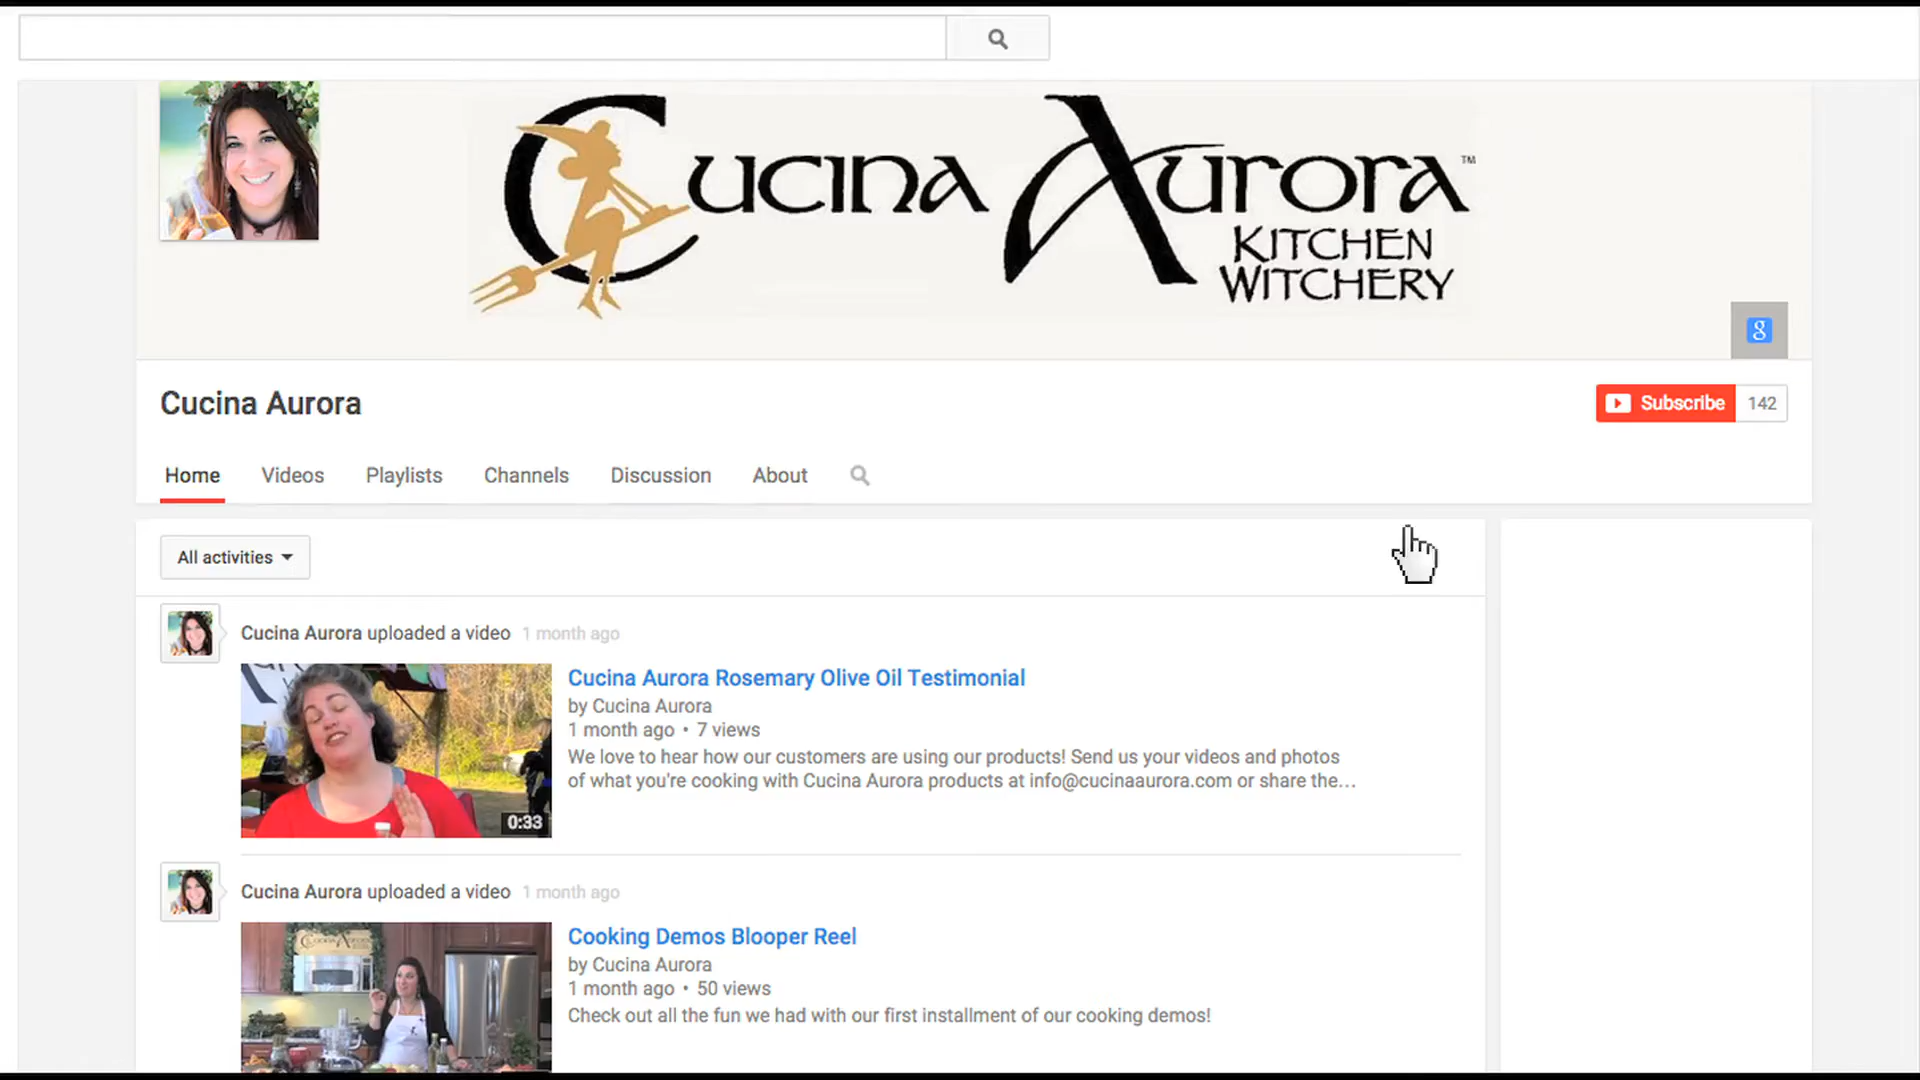 Cucina Aurora™
Kitchen
Witchery
g
Cucina Aurora
Subscribe 142
Home Videos Playlists Channels Discussion About
All activities
Cucina Aurora uploaded a video 1 month ago
Cucina Aurora Rosemary Olive Oil Testimonial
by Cucina Aurora
1 month ago • 7 views
We love to hear how our customers are using our products! Send us your videos and photos
of what you're cooking with Cucina Aurora products at info@cucinaaurora.com or share the...
0:33
Cucina Aurora uploaded a video 1 month ago
Cucina Aurora
Cooking Demos Blooper Reel
by Cucina Aurora
1 month ago • 50 views
Check out all the fun we had with our first installment of our cooking demos!